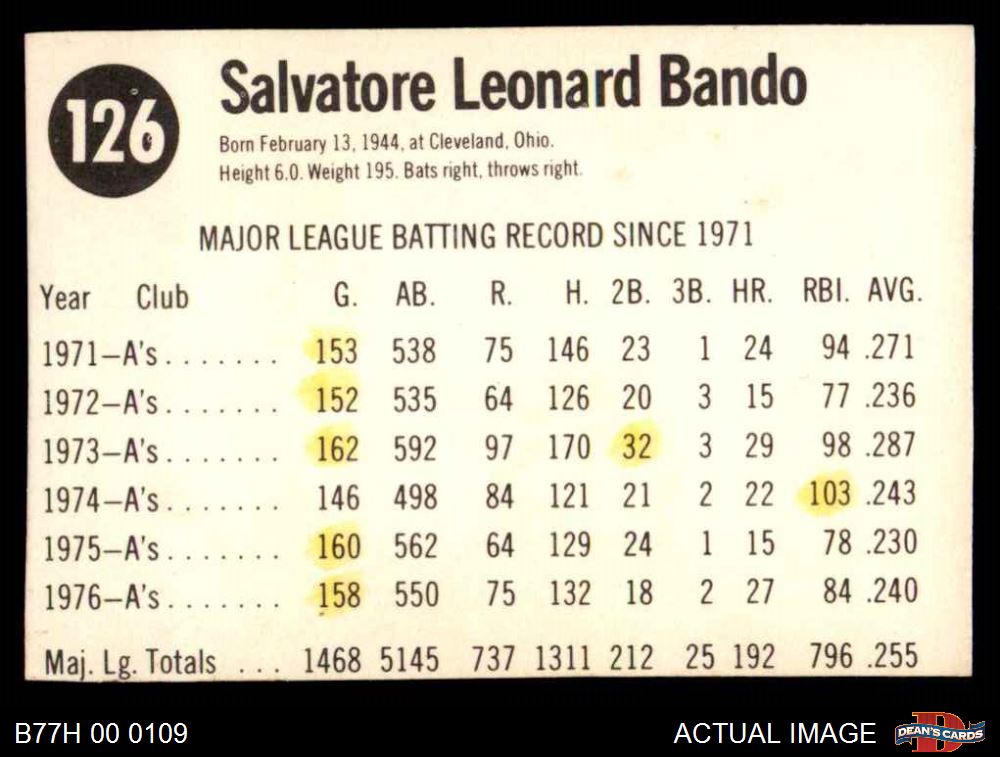 126
Salvatore Leonard Bando
Born February 13, 1944, at Cleveland, Ohio.
Height 6.0. Weight 195. Bats right, throws right.
MAJOR LEAGUE BATTING RECORD SINCE 1971
Year Club G. AB. R. H. 2B. 3B. HR. RBI. AVG.
1971—A's....... 153 538 75 146 23 1 24 94 .271
1972—A's....... 152 535 64 126 20 3 15 77 .236
1973—A's....... 162 592 97 170 32 3 29 98 .287
1974—A's....... 146 498 84 121 21 2 22 103 .243
1975—A's....... 160 562 64 129 24 1 15 78 .230
1976—A's....... 158 550 75 132 18 2 27 84 .240
Maj. Lg. Totals ... 1468 5145 737 1311 212 25 192 796 .255
B77H 00 0109
ACTUAL IMAGE
D
DEAN'S CARDS